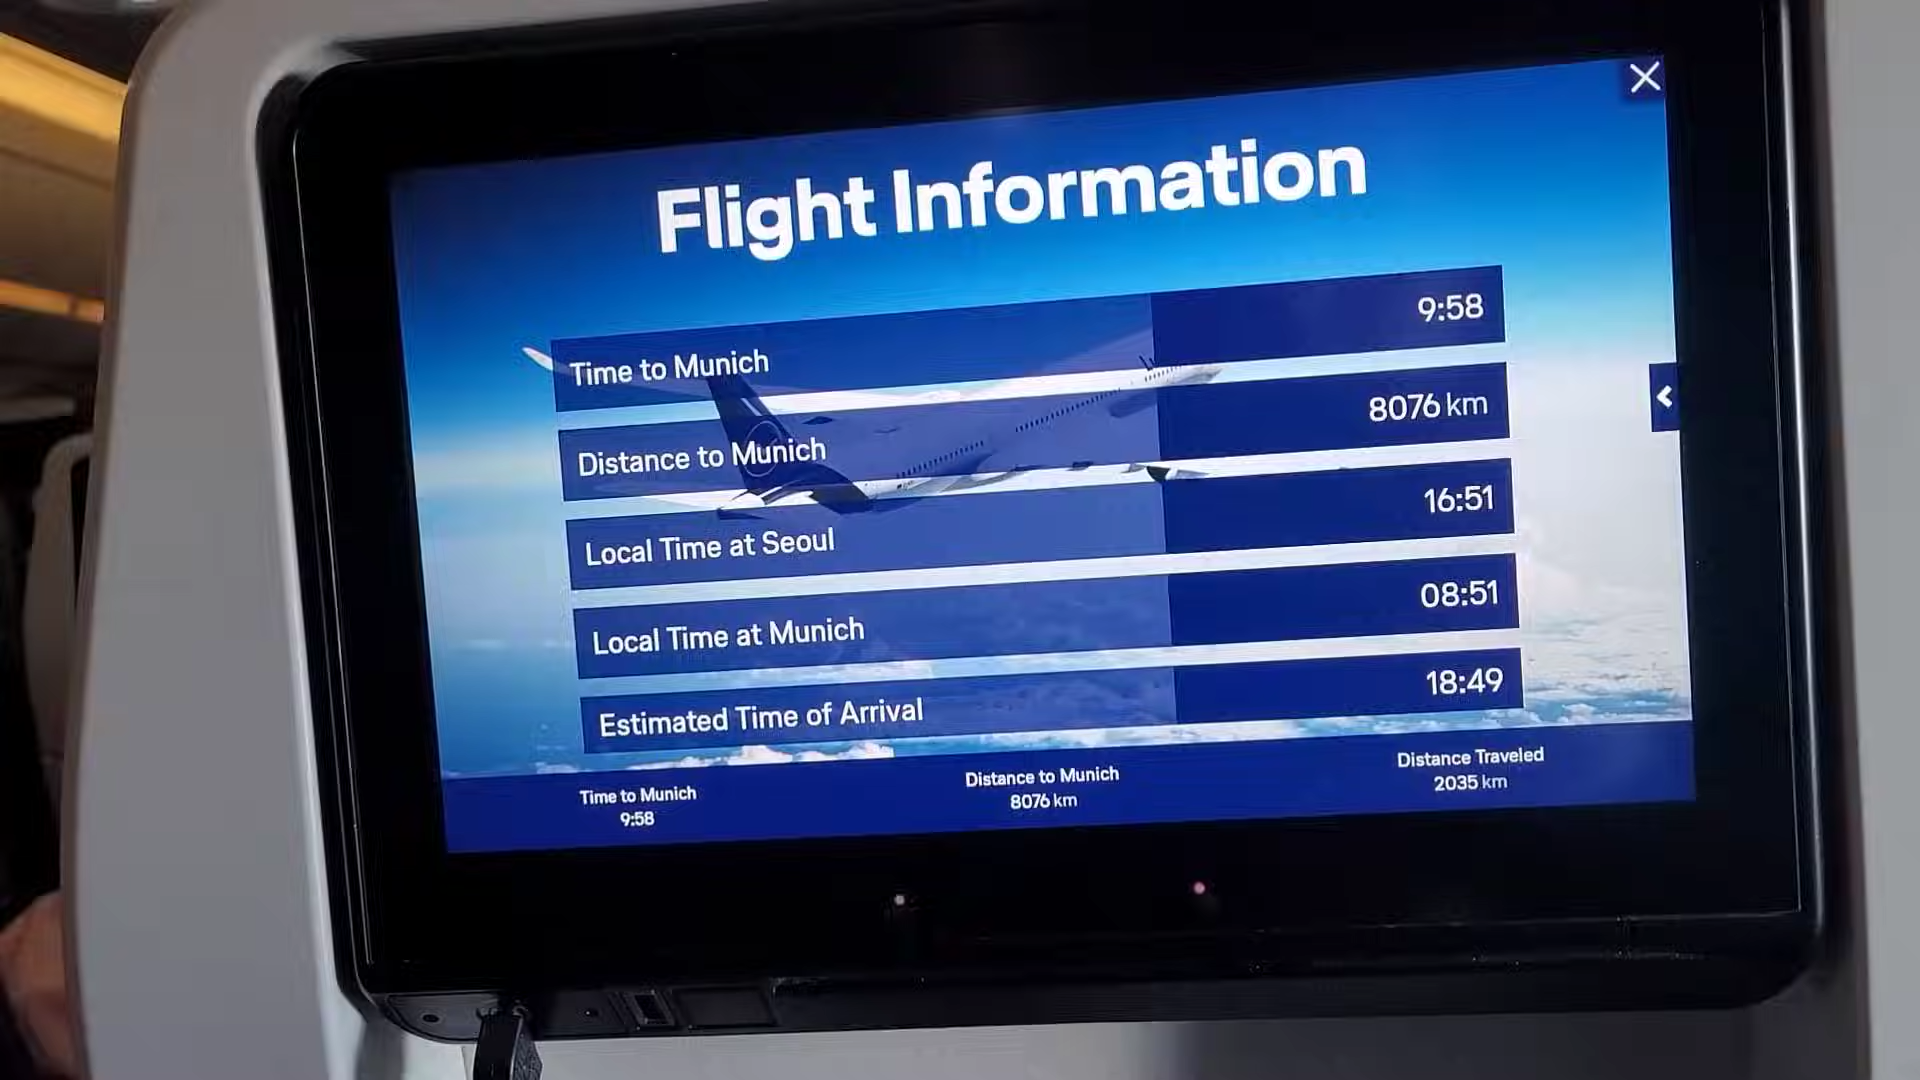 Flight Information
Time to Munich 9:58
Distance to Munich 8076 km
Local Time at Seoul 16:51
Local Time at Munich 08:51
Estimated Time of Arrival 18:49
Time to Munich
9:58
Distance to Munich
8076 km
Distance Traveled
2035 km